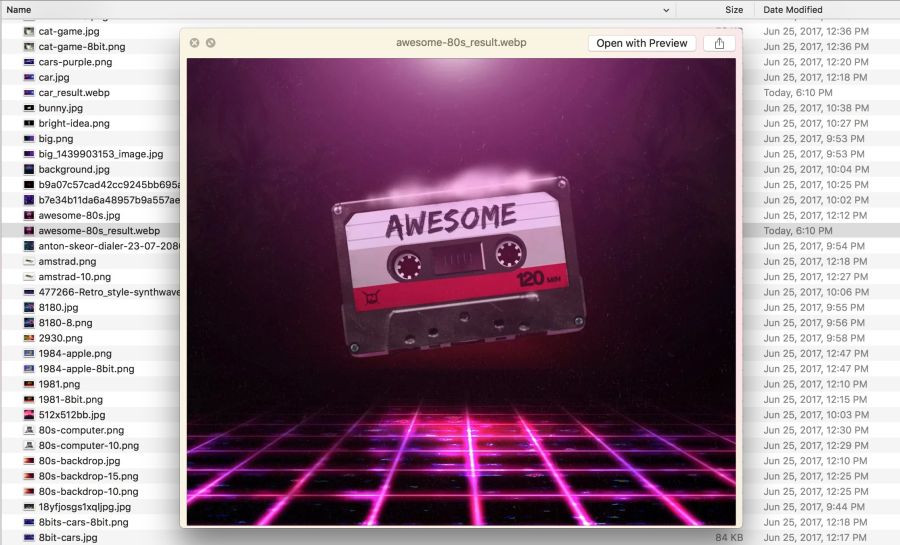 Name Size Date Modified
cat-game.jpg Jun 25, 2017, 12:36 PM
cat-game-8bit.png Jun 25, 2017, 12:36 PM
awesome-80s_result.webp Open with Preview
cars-purple.png Jun 25, 2017, 12:20 PM
car.jpg Jun 25, 2017, 12:18 PM
car_result.webp Today, 6:10 PM
bunny.jpg Jun 25, 2017, 10:38 PM
bright-idea.png Jun 25, 2017, 10:27 PM
big.png Jun 25, 2017, 9:53 PM
big_1439903153_image.jpg Jun 25, 2017, 9:53 PM
background.jpg Jun 25, 2017, 10:04 PM
b9a07c57cad42cc9245bb695a Jun 25, 2017, 10:25 PM
b7e34b11da6a48957b9a557ae Jun 25, 2017, 10:02 PM
awesome-80s.jpg Jun 25, 2017, 12:12 PM
awesome-80s_result.webp Today, 6:10 PM
anton-skeor-dialer-23-07-208 Jun 25, 2017, 9:54 PM
amstrad.png Jun 25, 2017, 12:18 PM
amstrad-10.png Jun 25, 2017, 12:27 PM
477266-Retro_style-synthwave Jun 25, 2017, 10:06 PM
8180.jpg Jun 25, 2017, 9:55 PM
8180-8.png Jun 25, 2017, 9:56 PM
2930.png Jun 25, 2017, 9:58 PM
1984-apple.png Jun 25, 2017, 12:47 PM
1984-apple-8bit.png Jun 25, 2017, 12:47 PM
1981.png Jun 25, 2017, 12:10 PM
1981-8bit.png Jun 25, 2017, 12:15 PM
512x512bb.jpg Jun 25, 2017, 10:03 PM
80s-computer.png Jun 25, 2017, 12:30 PM
80s-computer-10.png Jun 25, 2017, 12:29 PM
80s-backdrop.jpg Jun 25, 2017, 12:10 PM
80s-backdrop-15.png Jun 25, 2017, 12:25 PM
80s-backdrop-10.png Jun 25, 2017, 12:25 PM
18yfjosgs1xqljpg.jpg Jun 25, 2017, 9:44 PM
8bits-cars-8bit.png Jun 25, 2017, 12:18 PM
8bit-cars.jpg 84 KB Jun 25, 2017, 12:17 PM
AWESOME
120 MIN